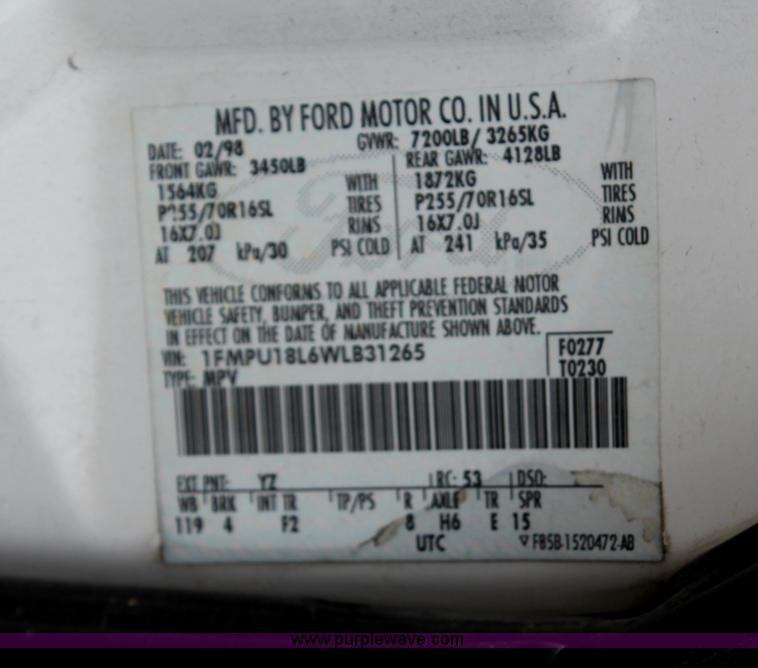 MFD. BY FORD MOTOR CO. IN U.S.A.
DATE: 02/98 GVWR: 7200LB/ 3265KG
FRONT GAWR: 3450LB REAR GAWR: 4128LB
1564KG WITH 1872KG WITH
P255/70R16SL TIRES P255/70R16SL TIRES
16X7.0J RIMS 16X7.0J RIMS
AT 207 kPa/30 PSI COLD AT 241 kPa/35 PSI COLD
Ford
THIS VEHICLE CONFORMS TO ALL APPLICABLE FEDERAL MOTOR
VEHICLE SAFETY, BUMPER, AND THEFT PREVENTION STANDARDS
IN EFFECT ON THE DATE OF MANUFACTURE SHOWN ABOVE.
VIN: 1FMPU18L6WLB31265 F0277
TYPE: MPV T0230
EXT PNT: YZ RC: 53 DSO:
WB BRK INT TR TP/PS R AXLE TR SPR
119 4 F2 8 H6 E 15
UTC ▽ F85B-1520472-AB
www.purplewave.com